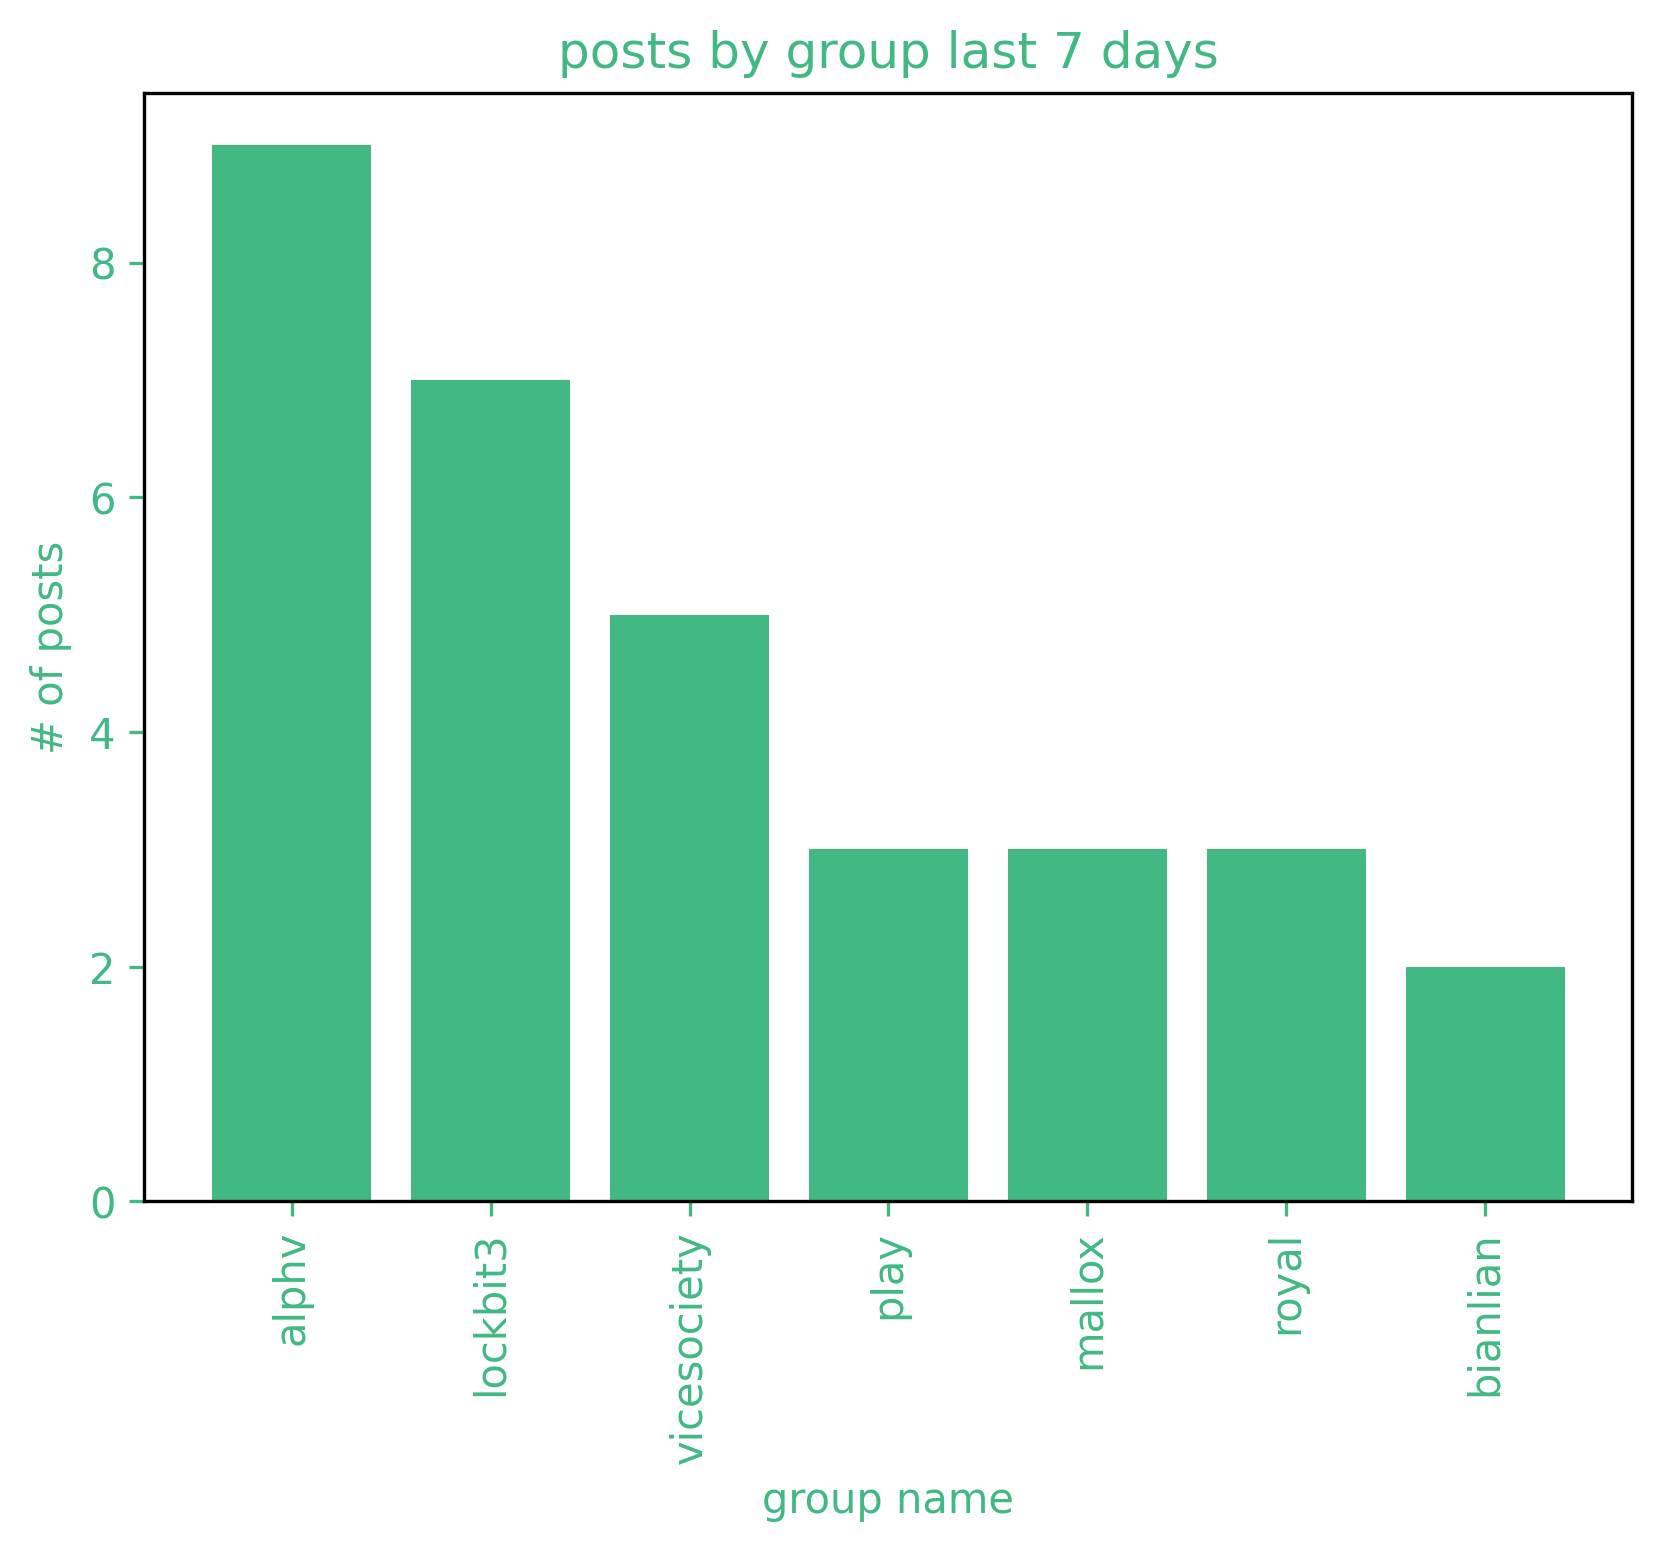 posts by group last 7 days
# of posts
8
6
4
2
0
alphv
lockbit3
vicesociety
play
mallox
royal
bianlian
group name